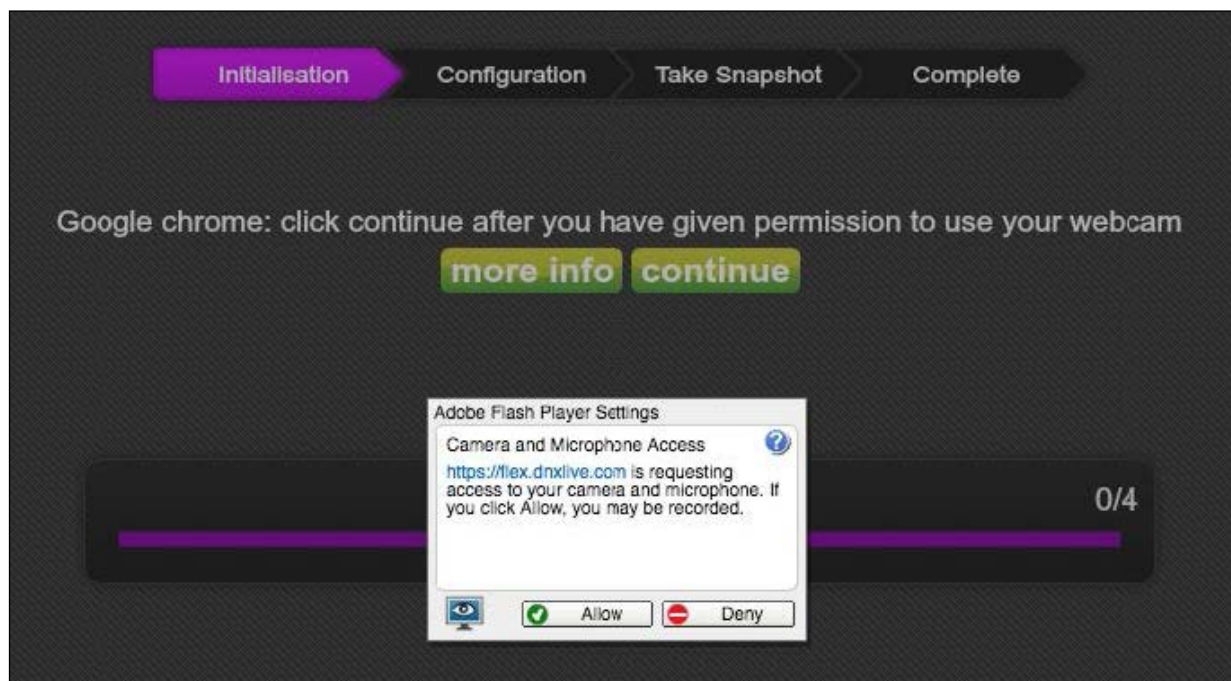 Initialisation
Configuration
Take Snapshot
Complete
Google chrome: click continue after you have given permission to use your webcam
more info
continue
0/4
Adobe Flash Player Settings
Camera and Microphone Access
https://flex.dnxlive.com is requesting
access to your camera and microphone. If
you click Allow, you may be recorded.
Allow
Deny